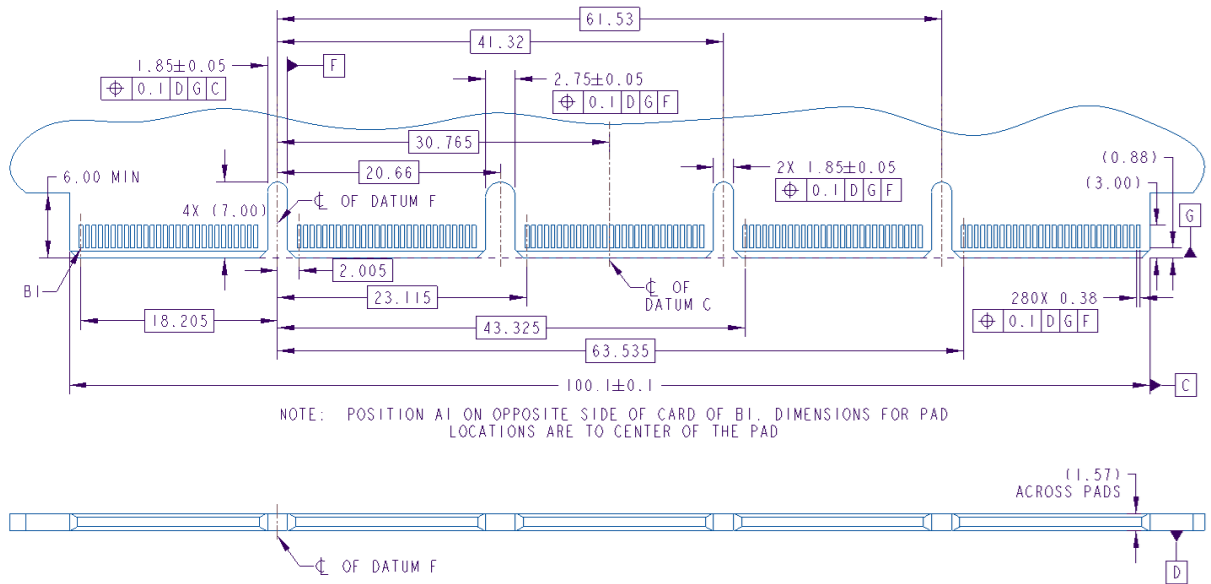 61.53
41.32
1.85±0.05
F
⌖ 0.1 D G C
2.75±0.05
⌖ 0.1 D G F
30.765
20.66
2X 1.85±0.05
⌖ 0.1 D G F
(0.88)
(3.00)
6.00 MIN
4X (7.00)
℄ OF DATUM F
G
B1
2.005
23.115
℄ OF
DATUM C
280X 0.38
⌖ 0.1 D G F
18.205
43.325
63.535
100.1±0.1
C
NOTE: POSITION A1 ON OPPOSITE SIDE OF CARD OF B1. DIMENSIONS FOR PAD
LOCATIONS ARE TO CENTER OF THE PAD
(1.57)
ACROSS PADS
℄ OF DATUM F
D